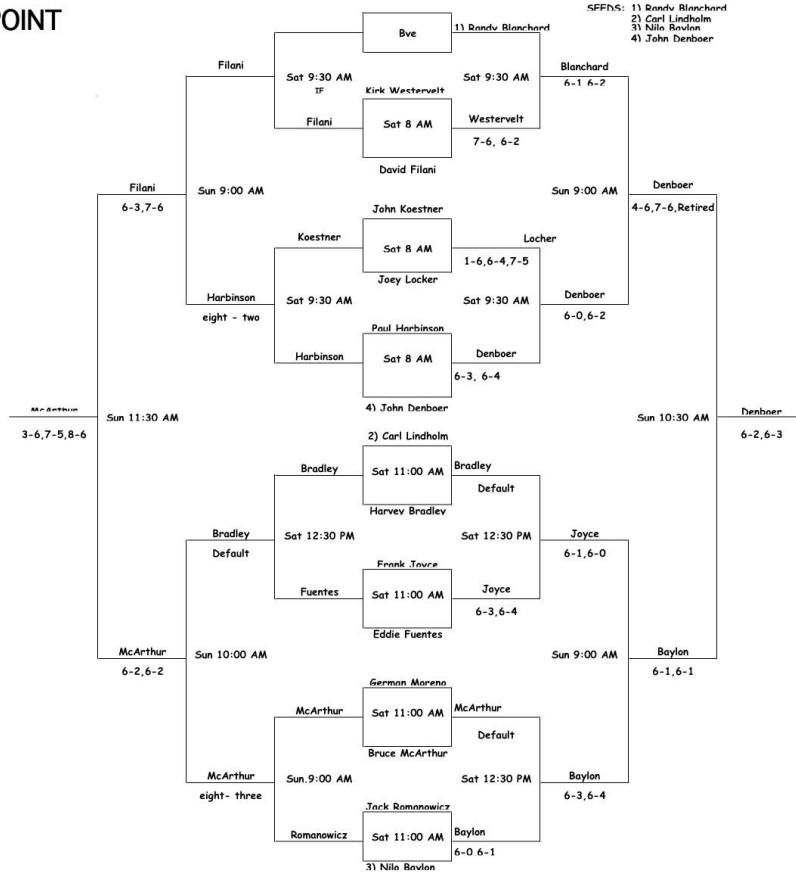 POINT
SEEDS: 1) Randy Blanchard
2) Carl Lindholm
3) Nilo Baylon
4) John Denboer
Bye
1) Randy Blanchard
Filani
Sat 9:30 AM
IF
Sat 9:30 AM
Blanchard
6-1 6-2
Kirk Westervelt
Filani
Sat 8 AM
Westervelt
7-6, 6-2
David Filani
Filani
6-3,7-6
Sun 9:00 AM
Sun 9:00 AM
Denboer
4-6,7-6,Retired
John Koestner
Koestner
Sat 8 AM
Locher
1-6,6-4,7-5
Joey Locker
Harbinson
eight - two
Sat 9:30 AM
Sat 9:30 AM
Denboer
6-0,6-2
Paul Harbinson
Harbinson
Sat 8 AM
Denboer
6-3, 6-4
4) John Denboer
McArthur
3-6,7-5,8-6
Sun 11:30 AM
Sun 10:30 AM
Denboer
6-2,6-3
2) Carl Lindholm
Bradley
Sat 11:00 AM
Bradley
Default
Harvey Bradley
Bradley
Default
Sat 12:30 PM
Sat 12:30 PM
Joyce
6-1,6-0
Frank Joyce
Fuentes
Sat 11:00 AM
Joyce
6-3,6-4
Eddie Fuentes
McArthur
6-2,6-2
Sun 10:00 AM
Sun 9:00 AM
Baylon
6-1,6-1
German Moreno
McArthur
Sat 11:00 AM
McArthur
Default
Bruce McArthur
McArthur
eight- three
Sun.9:00 AM
Sat 12:30 PM
Baylon
6-3,6-4
Jack Romanowicz
Romanowicz
Sat 11:00 AM
Baylon
6-0 6-1
3) Nilo Baylon